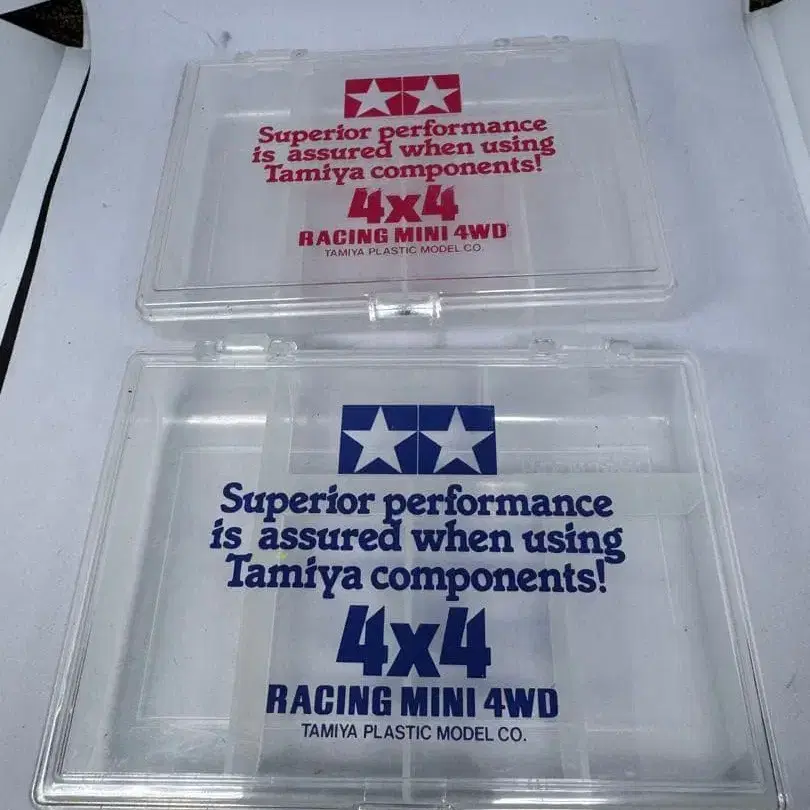 Superior performance
is assured when using
Tamiya components!
4x4
RACING MINI 4WD
TAMIYA PLASTIC MODEL CO.
Superior performance
is assured when using
Tamiya components!
4x4
RACING MINI 4WD
TAMIYA PLASTIC MODEL CO.